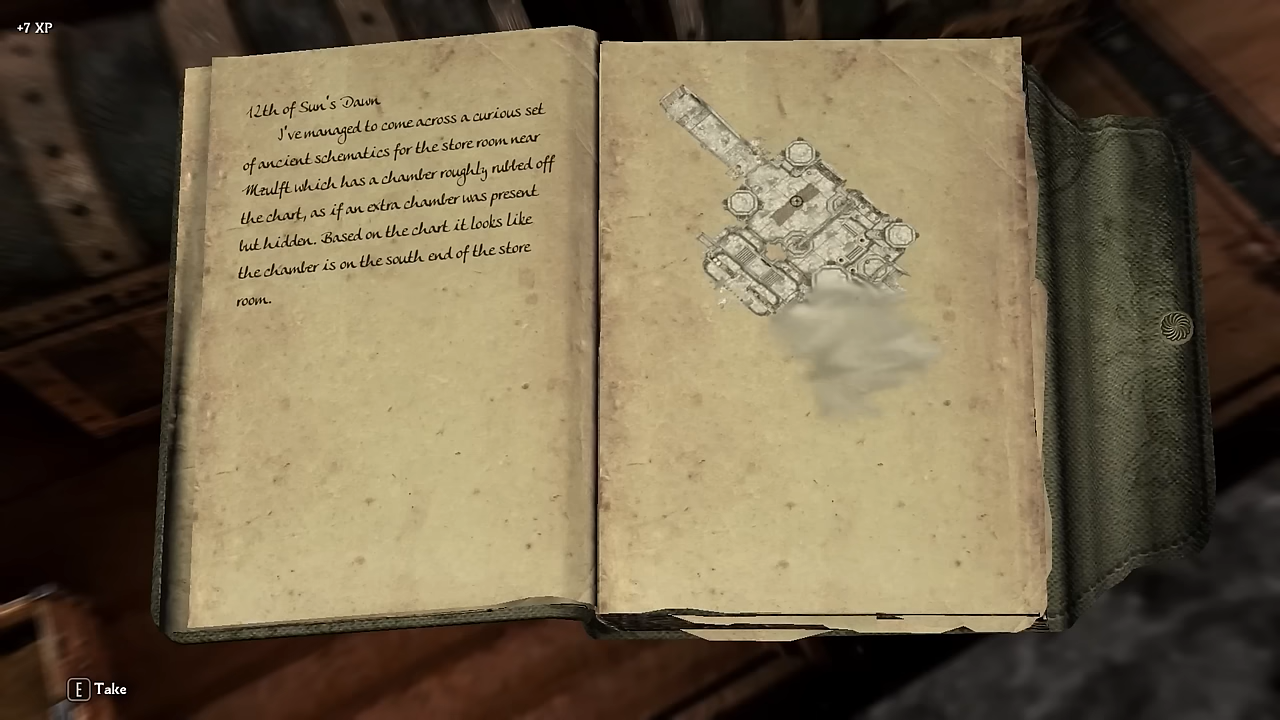 +7 XP
12th of Sun's Dawn
I've managed to come across a curious set
of ancient schematics for the store room near
Mzulft which has a chamber roughly rubbed off
the chart, as if an extra chamber was present
but hidden. Based on the chart it looks like
the chamber is on the south end of the store
room.
E Take